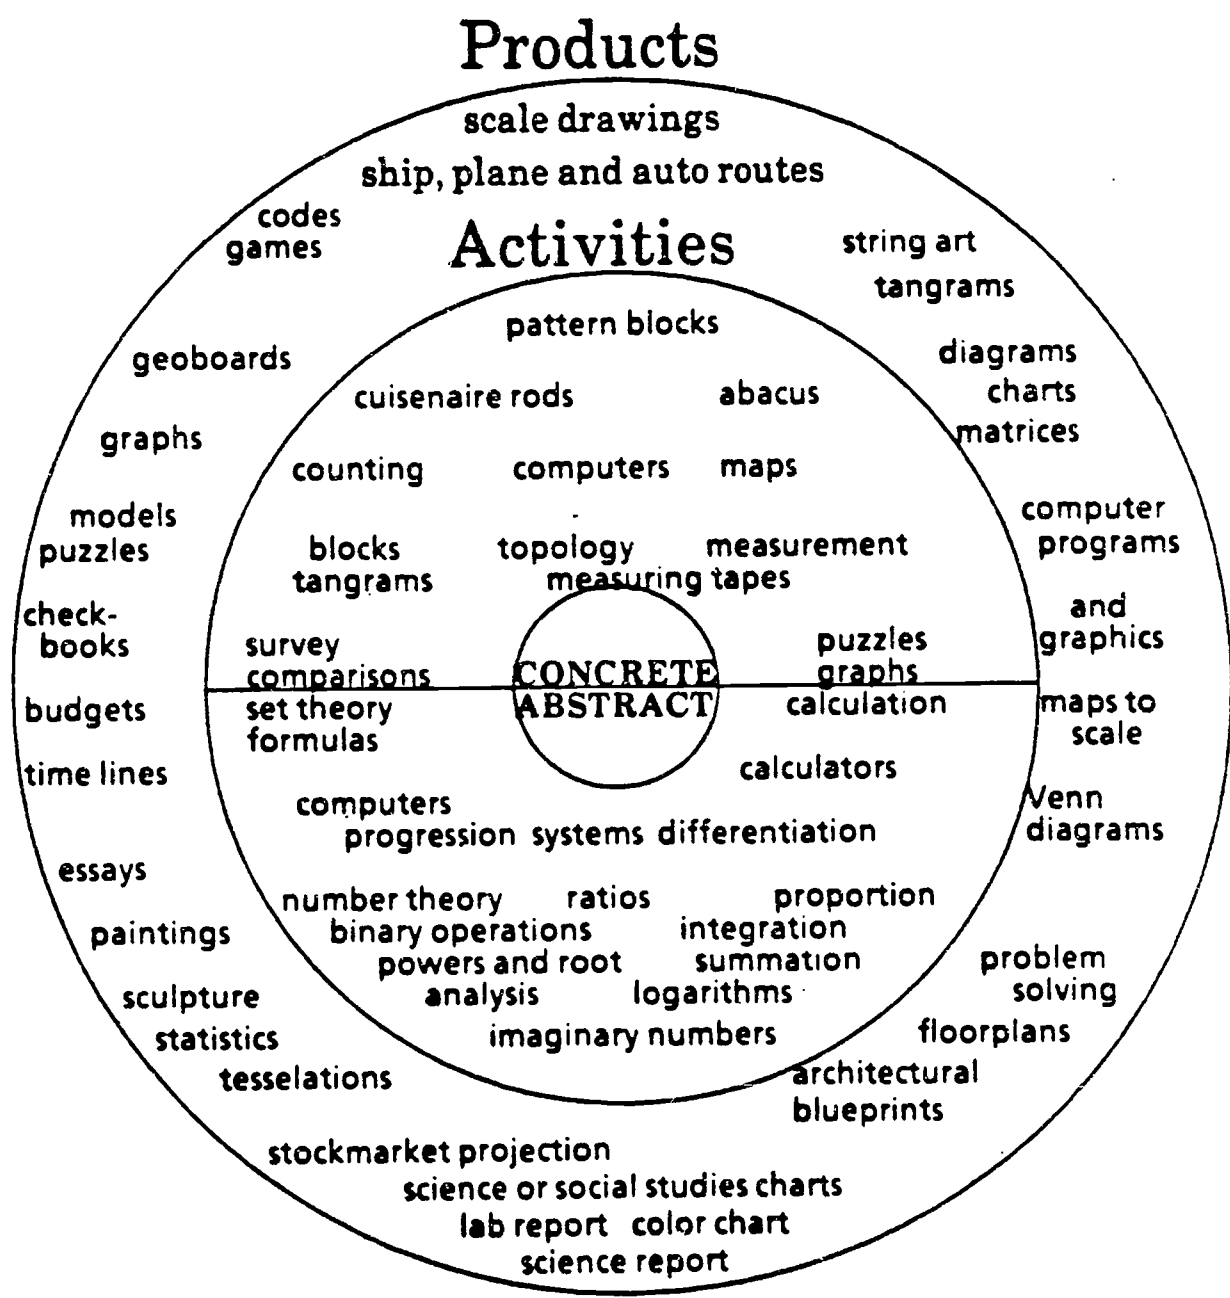 Products
scale drawings
ship, plane and auto routes
codes
games
Activities
string art
tangrams
pattern blocks
geoboards
diagrams
charts
matrices
cuisenaire rods
abacus
graphs
counting
computers
maps
models
puzzles
computer
programs
blocks
tangrams
topology
measurement
measuring tapes
check-
books
and
graphics
survey
comparisons
CONCRETE
ABSTRACT
puzzles
graphs
budgets
set theory
formulas
calculation
maps to
scale
time lines
calculators
computers
progression systems differentiation
Venn
diagrams
essays
number theory
ratios
proportion
paintings
binary operations
integration
powers and root
summation
problem
solving
sculpture
analysis
logarithms
statistics
imaginary numbers
floorplans
tesselations
architectural
blueprints
stockmarket projection
science or social studies charts
lab report color chart
science report